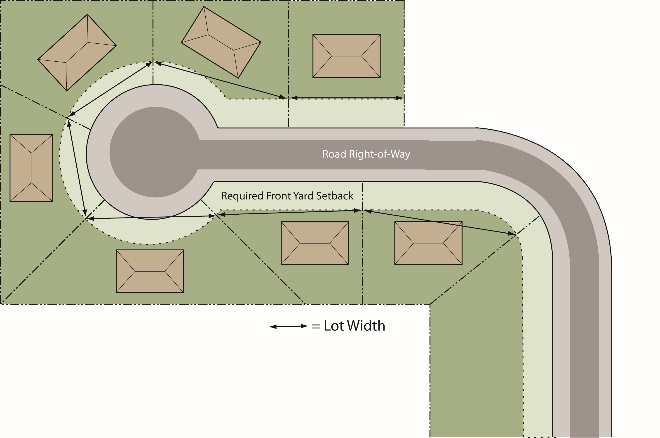 Road Right-of-Way
Required Front Yard Setback
= Lot Width